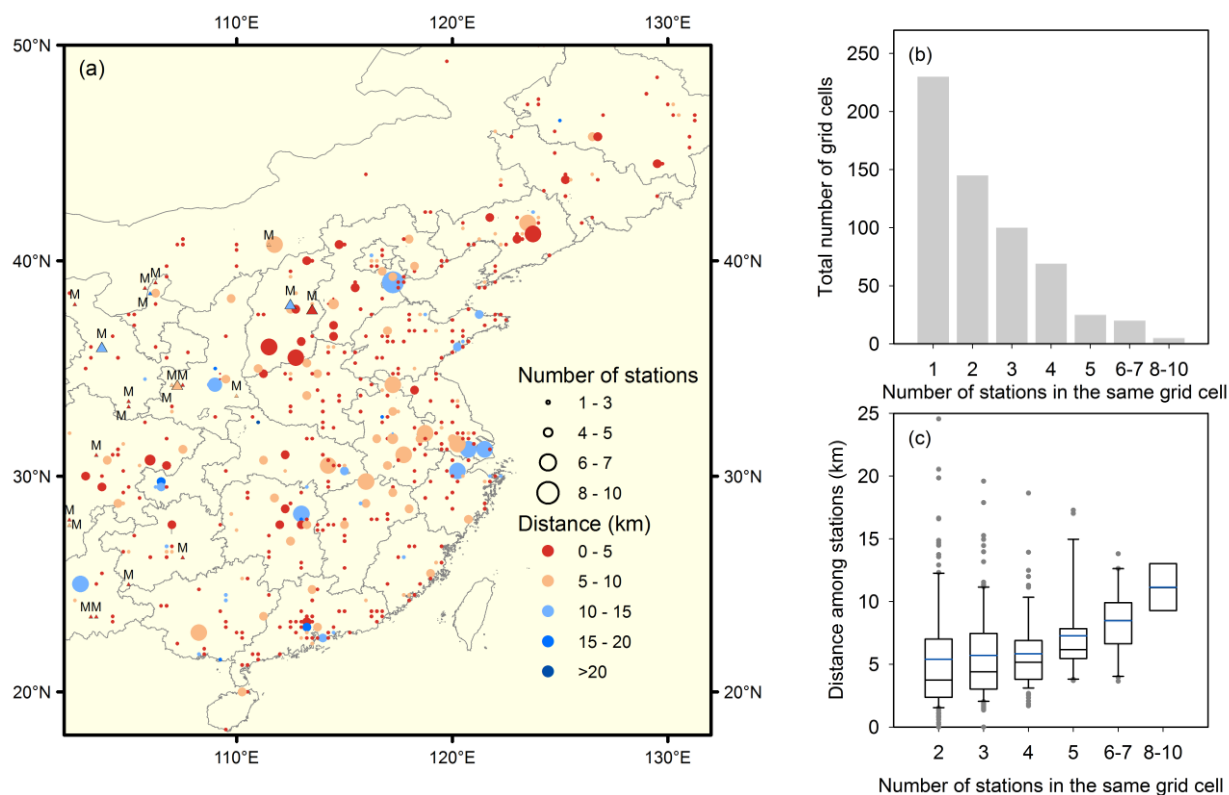 110°E 120°E 130°E
50°N
(a)
M
40°N 40°N
M
M
M
M M
M
M
MM
M
M
M
M
M
M
M
M
MM
30°N 30°N
20°N 20°N
Number of stations
1 - 3
4 - 5
6 - 7
8 - 10
Distance (km)
0 - 5
5 - 10
10 - 15
15 - 20
>20
110°E 120°E 130°E
(b)
Total number of grid cells
250
200
150
100
50
0
1 2 3 4 5 6-7 8-10
Number of stations in the same grid cell
(c)
Distance among stations (km)
25
20
15
10
5
0
2 3 4 5 6-7 8-10
Number of stations in the same grid cell